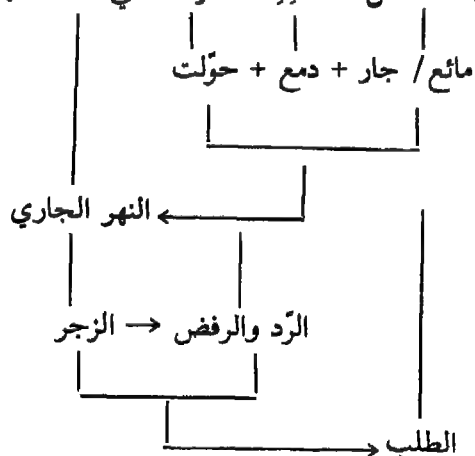 مائع / جار + دمع + حوّلت
النهر الجاري
الرّد والرفض → الزجر
الطلب